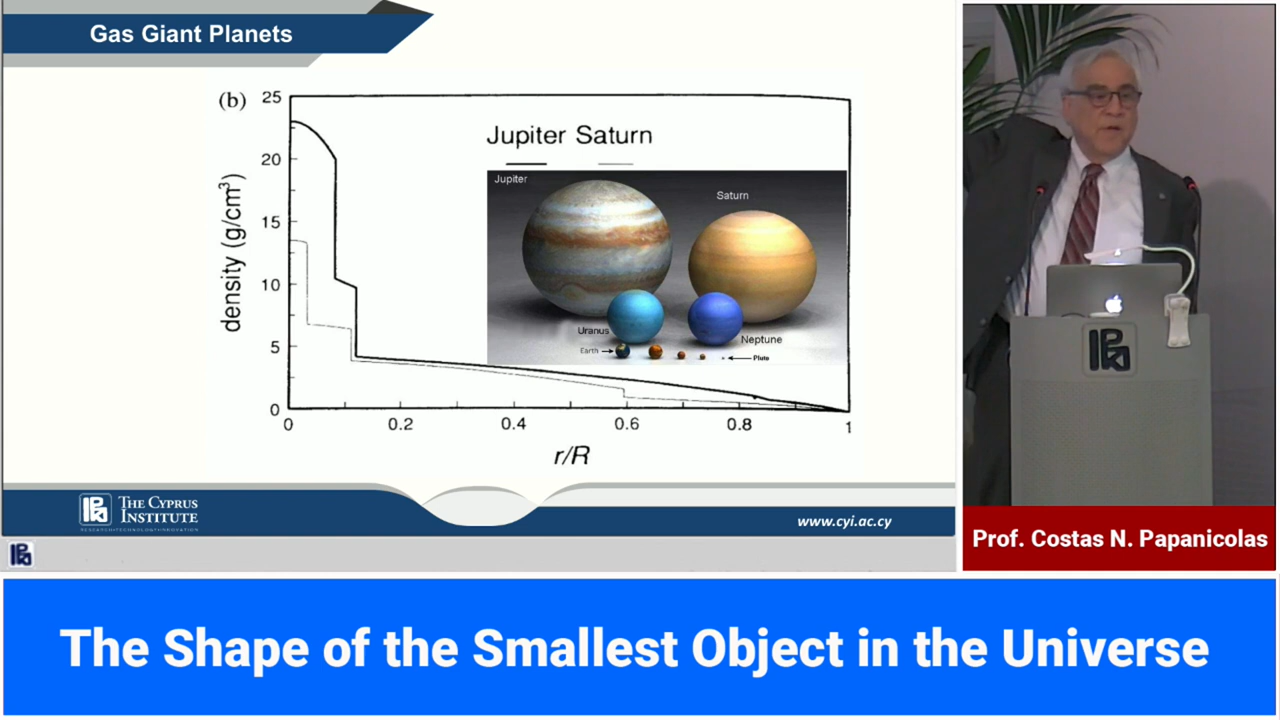 Gas Giant Planets
(b)
25
20
15
10
5
0
density (g/cm³)
Jupiter Saturn
Jupiter
Saturn
Uranus
Neptune
Earth
Pluto
0
0.2
0.4
0.6
0.8
1
r/R
THE CYPRUS
INSTITUTE
www.cyi.ac.cy
Prof. Costas N. Papanicolas
The Shape of the Smallest Object in the Universe